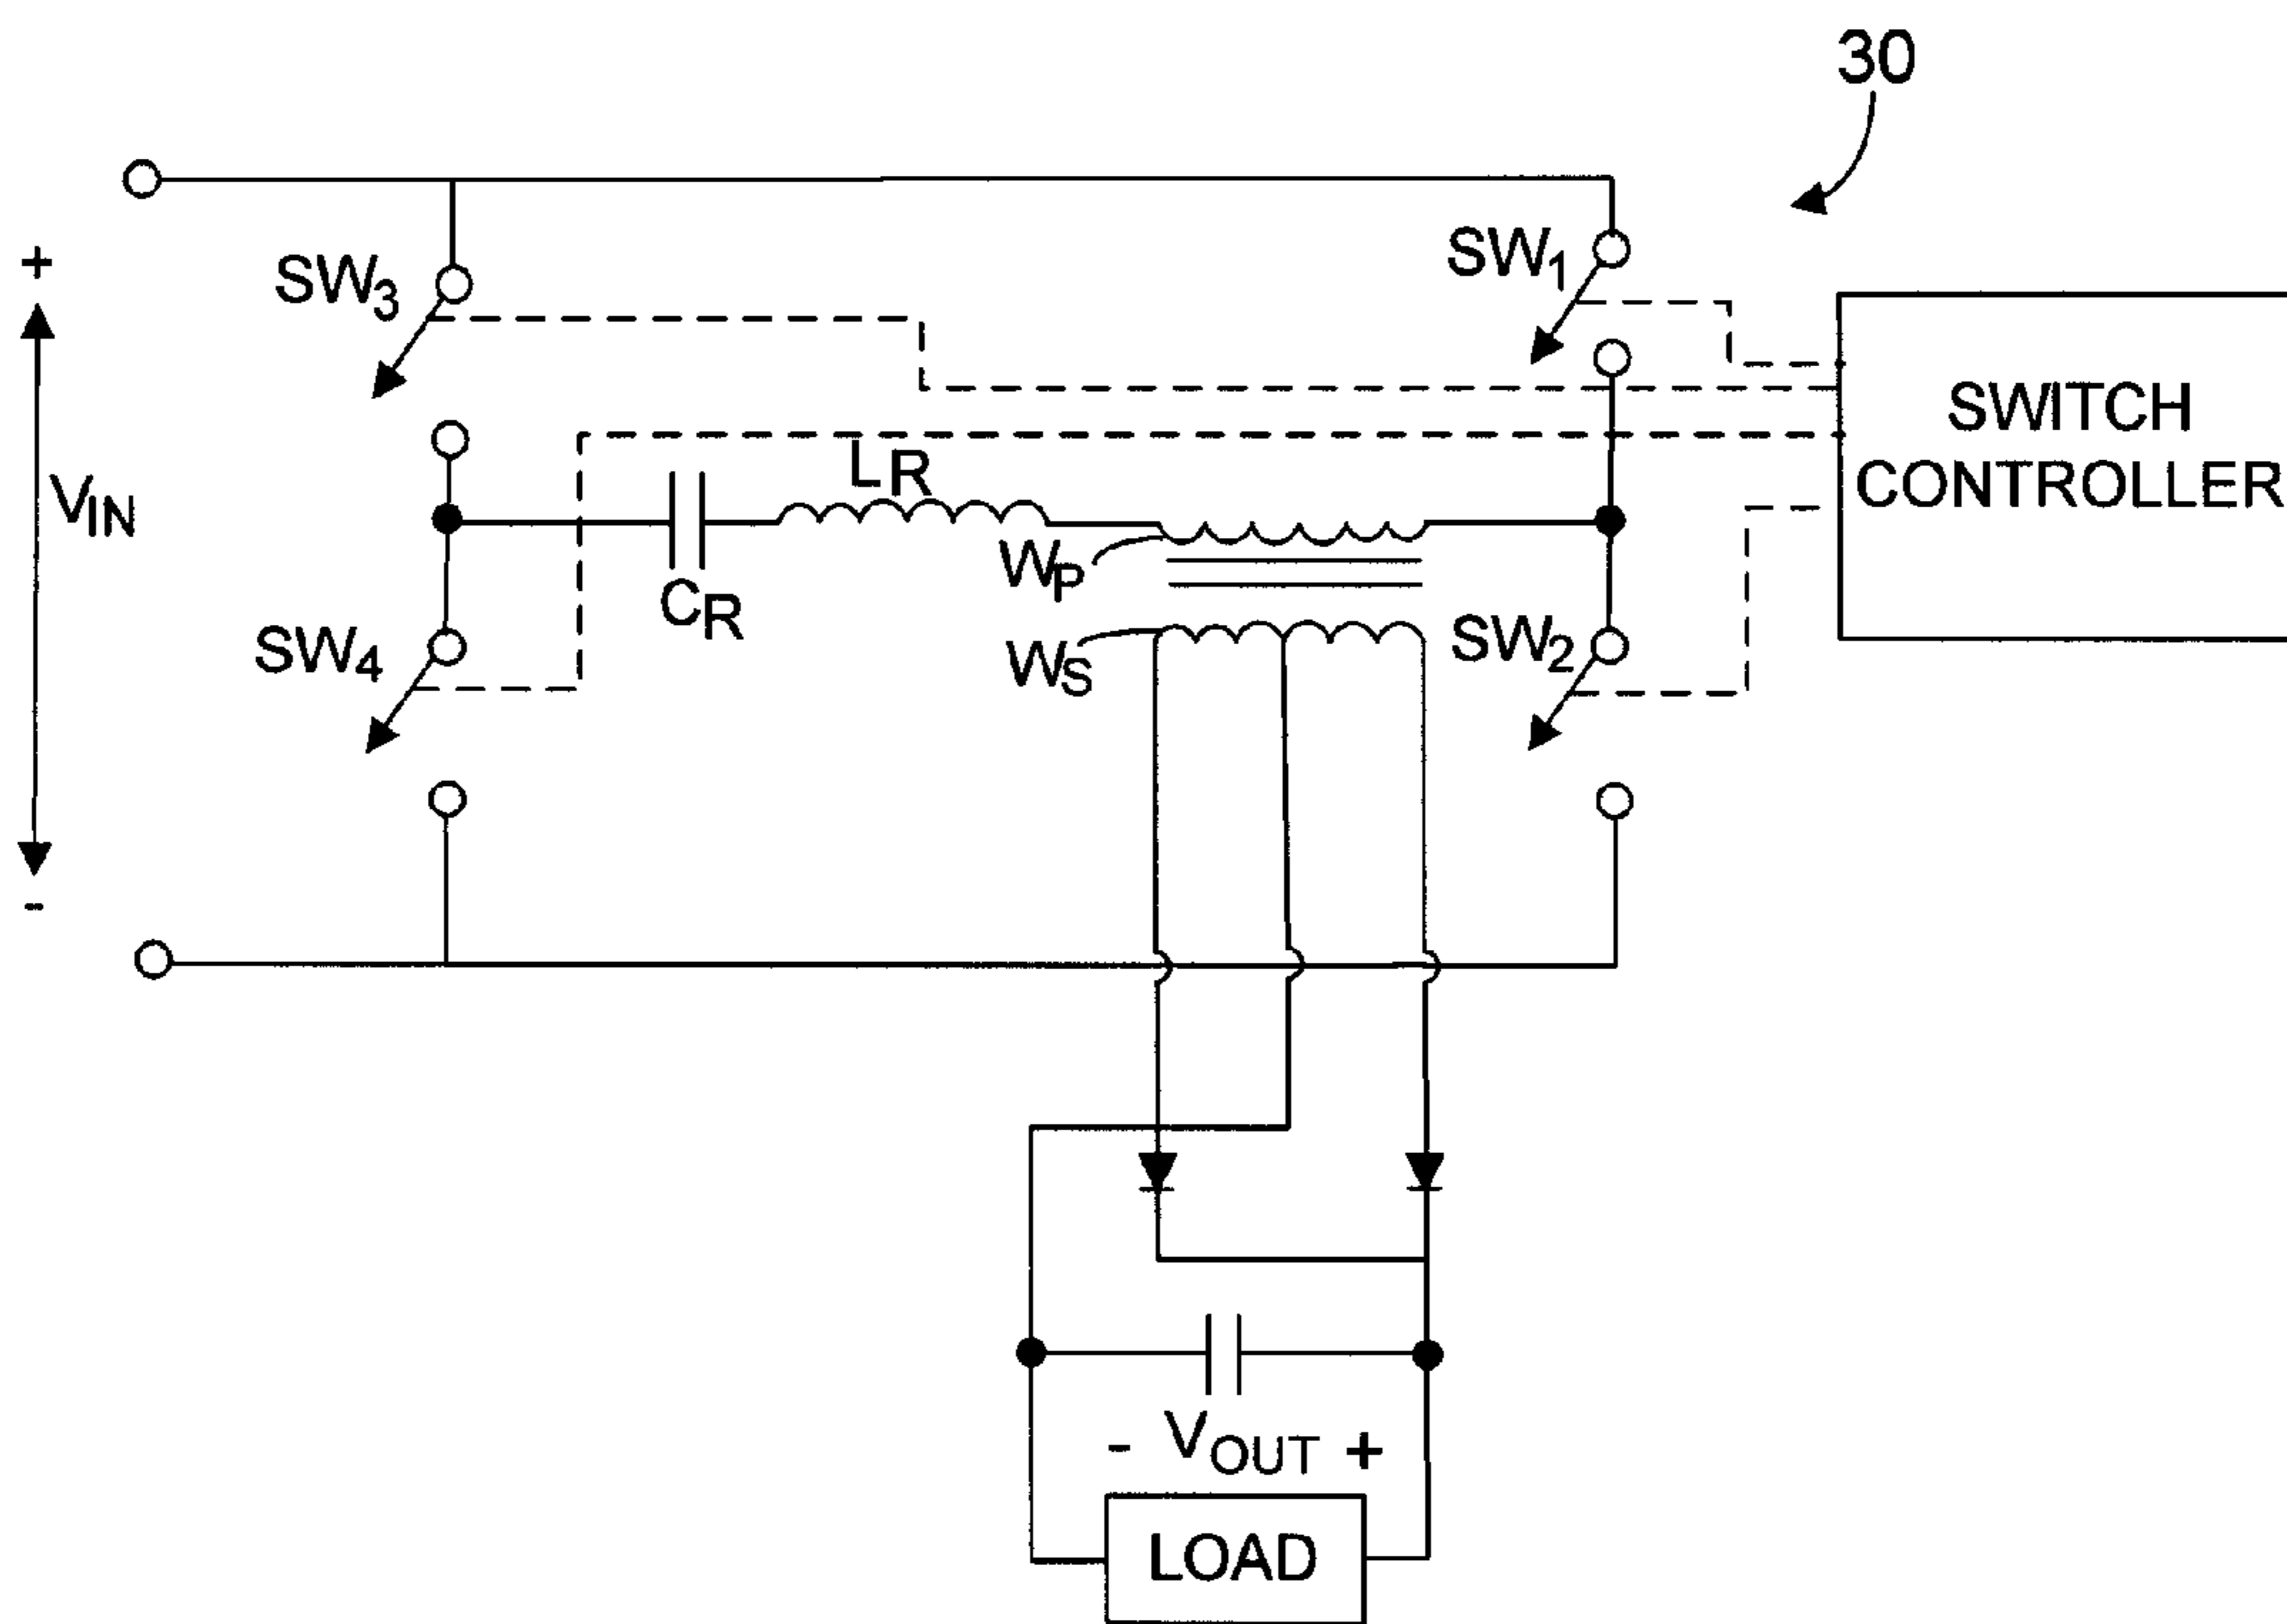 30
+
SW3
SW1
SWITCH
CONTROLLER
LR
VIN
WP
CR
SW4
WS
SW2
-
- VOUT +
LOAD